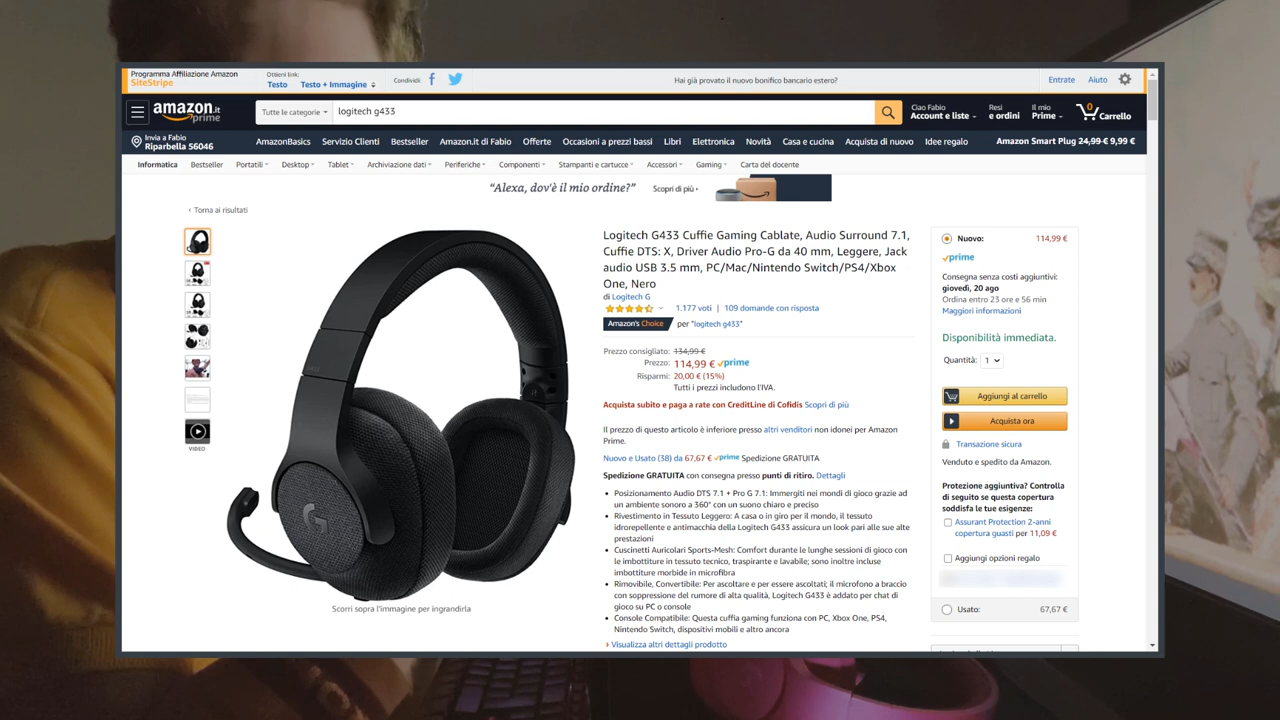 Programma Affiliazione Amazon
SiteStripe
Ottieni link:
Testo
Testo + Immagine
Condividi:
Hai già provato il nuovo bonifico bancario estero?
Entrate
Aiuto
amazon.it
prime
Tutte le categorie
logitech g433
Ciao Fabio
Account e liste
Resi
e ordini
Il mio
Prime
0
Carrello
Invia a Fabio
Riparbella 56046
AmazonBasics
Servizio Clienti
Bestseller
Amazon.it di Fabio
Offerte
Occasioni a prezzi bassi
Libri
Elettronica
Novità
Casa e cucina
Acquista di nuovo
Idee regalo
Amazon Smart Plug 24,99 € 9,99 €
Informatica
Bestseller
Portatili
Desktop
Tablet
Archiviazione dati
Periferiche
Componenti
Stampanti e cartucce
Accessori
Gaming
Carta del docente
“Alexa, dov'è il mio ordine?”
Scopri di più ›
‹ Torna ai risultati
VIDEO
G
Scorri sopra l'immagine per ingrandirla
Logitech G433 Cuffie Gaming Cablate, Audio Surround 7.1,
Cuffie DTS: X, Driver Audio Pro-G da 40 mm, Leggere, Jack
audio USB 3.5 mm, PC/Mac/Nintendo Switch/PS4/Xbox
One, Nero
di Logitech G
1.177 voti | 109 domande con risposta
Amazon's Choice per "logitech g433"
Prezzo consigliato: 134,99 €
Prezzo: 114,99 € prime
Risparmi: 20,00 € (15%)
Tutti i prezzi includono l'IVA.
Acquista subito e paga a rate con CreditLine di Cofidis Scopri di più
Il prezzo di questo articolo è inferiore presso altri venditori non idonei per Amazon
Prime.
Nuovo e Usato (38) da 67,67 € prime Spedizione GRATUITA
Spedizione GRATUITA con consegna presso punti di ritiro. Dettagli
• Posizionamento Audio DTS 7.1 + Pro G 7.1: Immergiti nei mondi di gioco grazie ad
ambiente sonoro a 360° con un suono chiaro e preciso
• Rivestimento in Tessuto Leggero: A casa o in giro per il mondo, il tessuto
idrorepellente e antimacchia della Logitech G433 assicura un look pari alle sue alte
prestazioni
• Cuscinetti Auricolari Sports-Mesh: Comfort durante le lunghe sessioni di gioco con
le imbottiture in tessuto tecnico, traspirante e lavabile; sono inoltre incluse
imbottiture morbide in microfibra
• Rimovibile, Convertibile: Per ascoltare e per essere ascoltati; il microfono a braccio
con soppressione del rumore di alta qualità, Logitech G433 è addato per chat di
gioco su PC o console
• Console Compatibile: Questa cuffia gaming funziona con PC, Xbox One, PS4,
Nintendo Switch, dispositivi mobili e altro ancora
› Visualizza altri dettagli prodotto
Nuovo: 114,99 €
prime
Consegna senza costi aggiuntivi:
giovedì, 20 ago
Ordina entro 23 ore e 56 min
Maggiori informazioni
Disponibilità immediata.
Quantità: 1
Aggiungi al carrello
Acquista ora
Transazione sicura
Venduto e spedito da Amazon.
Protezione aggiuntiva? Controlla
di seguito se questa copertura
soddisfa le tue esigenze:
Assurant Protection 2-anni
copertura guasti per 11,09 €
Aggiungi opzioni regalo
Usato: 67,67 €